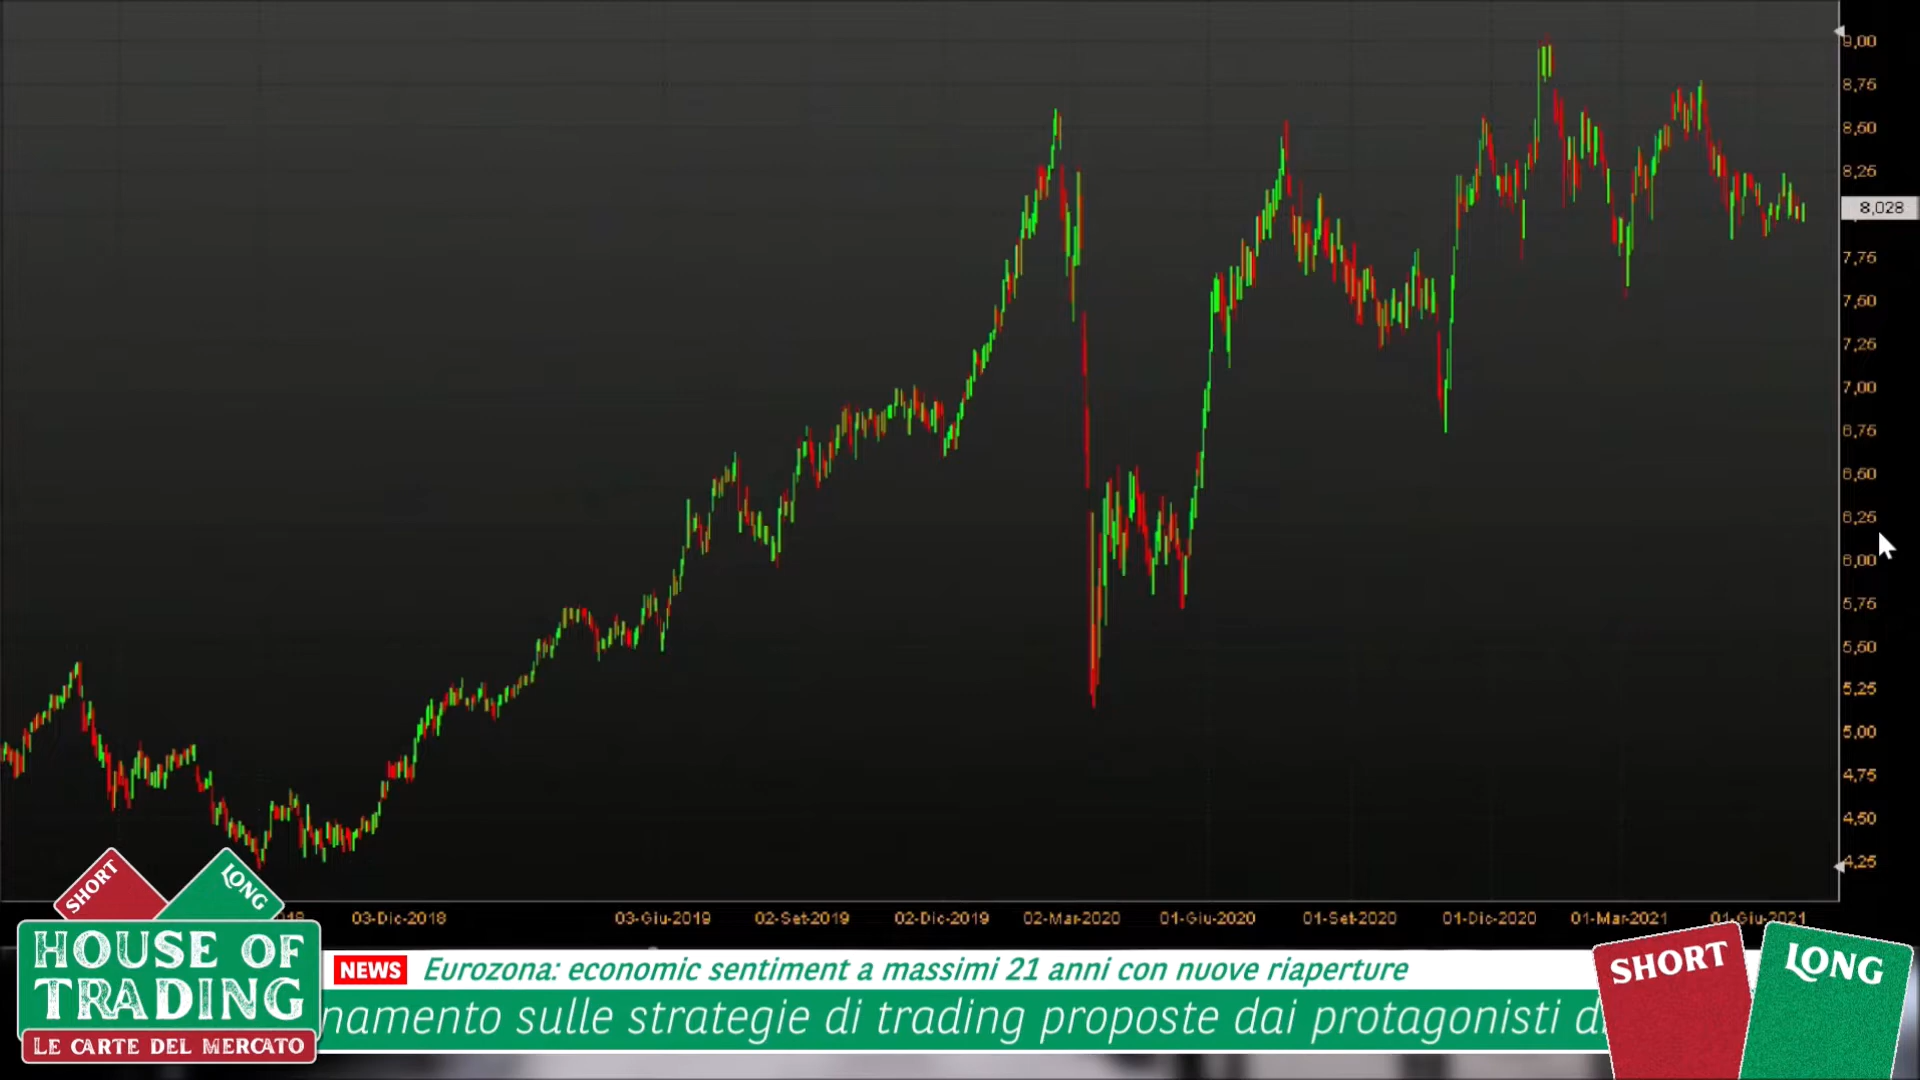 9,00
8,75
8,50
8,25
8,028
7,75
7,50
7,25
7,00
6,75
6,50
6,25
6,00
5,75
5,50
5,25
5,00
4,75
4,50
4,25
03-Dic-2018
03-Giu-2019
02-Set-2019
02-Dic-2019
02-Mar-2020
01-Giu-2020
01-Set-2020
01-Dic-2020
01-Mar-2021
01-Giu-2021
SHORT
LONG
HOUSE OF
TRADING
LE CARTE DEL MERCATO
NEWS Eurozona: economic sentiment a massimi 21 anni con nuove riaperture
namento sulle strategie di trading proposte dai protagonisti d
SHORT
LONG